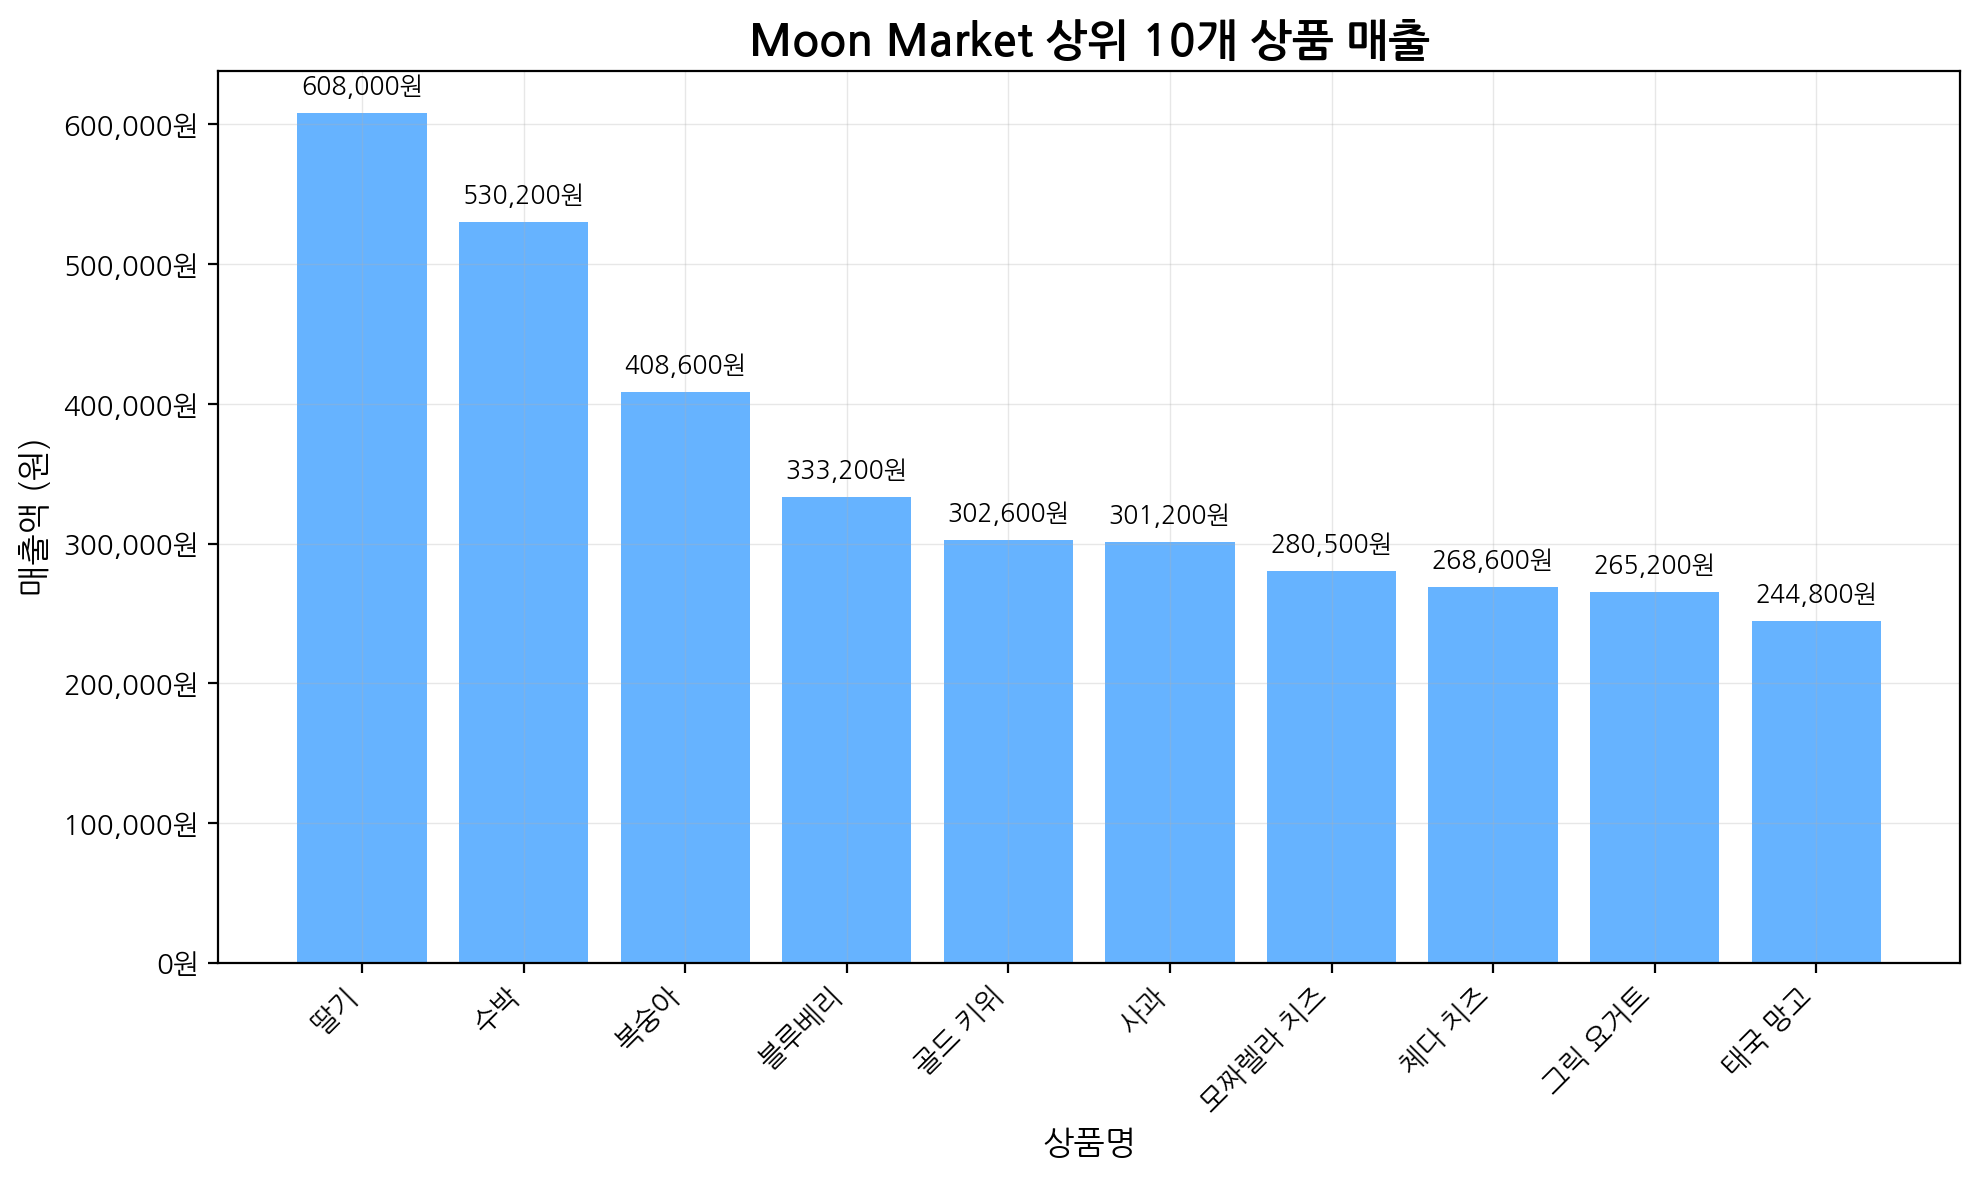 Moon Market 상위 10개 상품 매출
608,000원
530,200원
408,600원
333,200원
302,600원
301,200원
280,500원
268,600원
265,200원
244,800원
600,000원
500,000원
400,000원
300,000원
200,000원
100,000원
0원
매출액 (원)
딸기
수박
복숭아
블루베리
골드 키위
사과
모짜렐라 치즈
체다 치즈
그릭 요거트
태국 망고
상품명